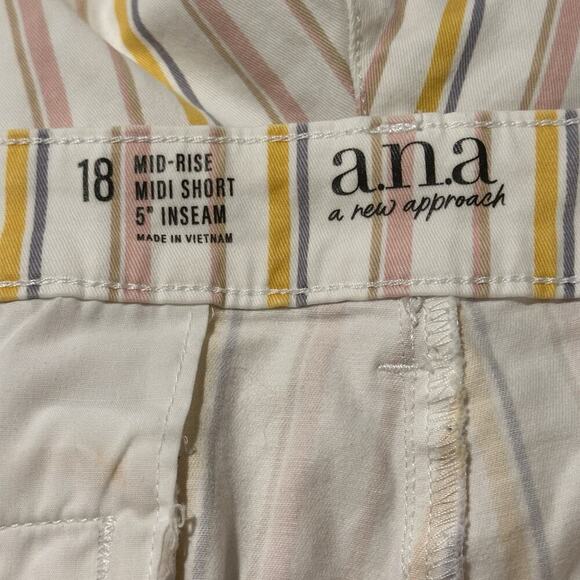 18
MID-RISE
MIDI SHORT
5" INSEAM
MADE IN VIETNAM
a.n.a
a new approach